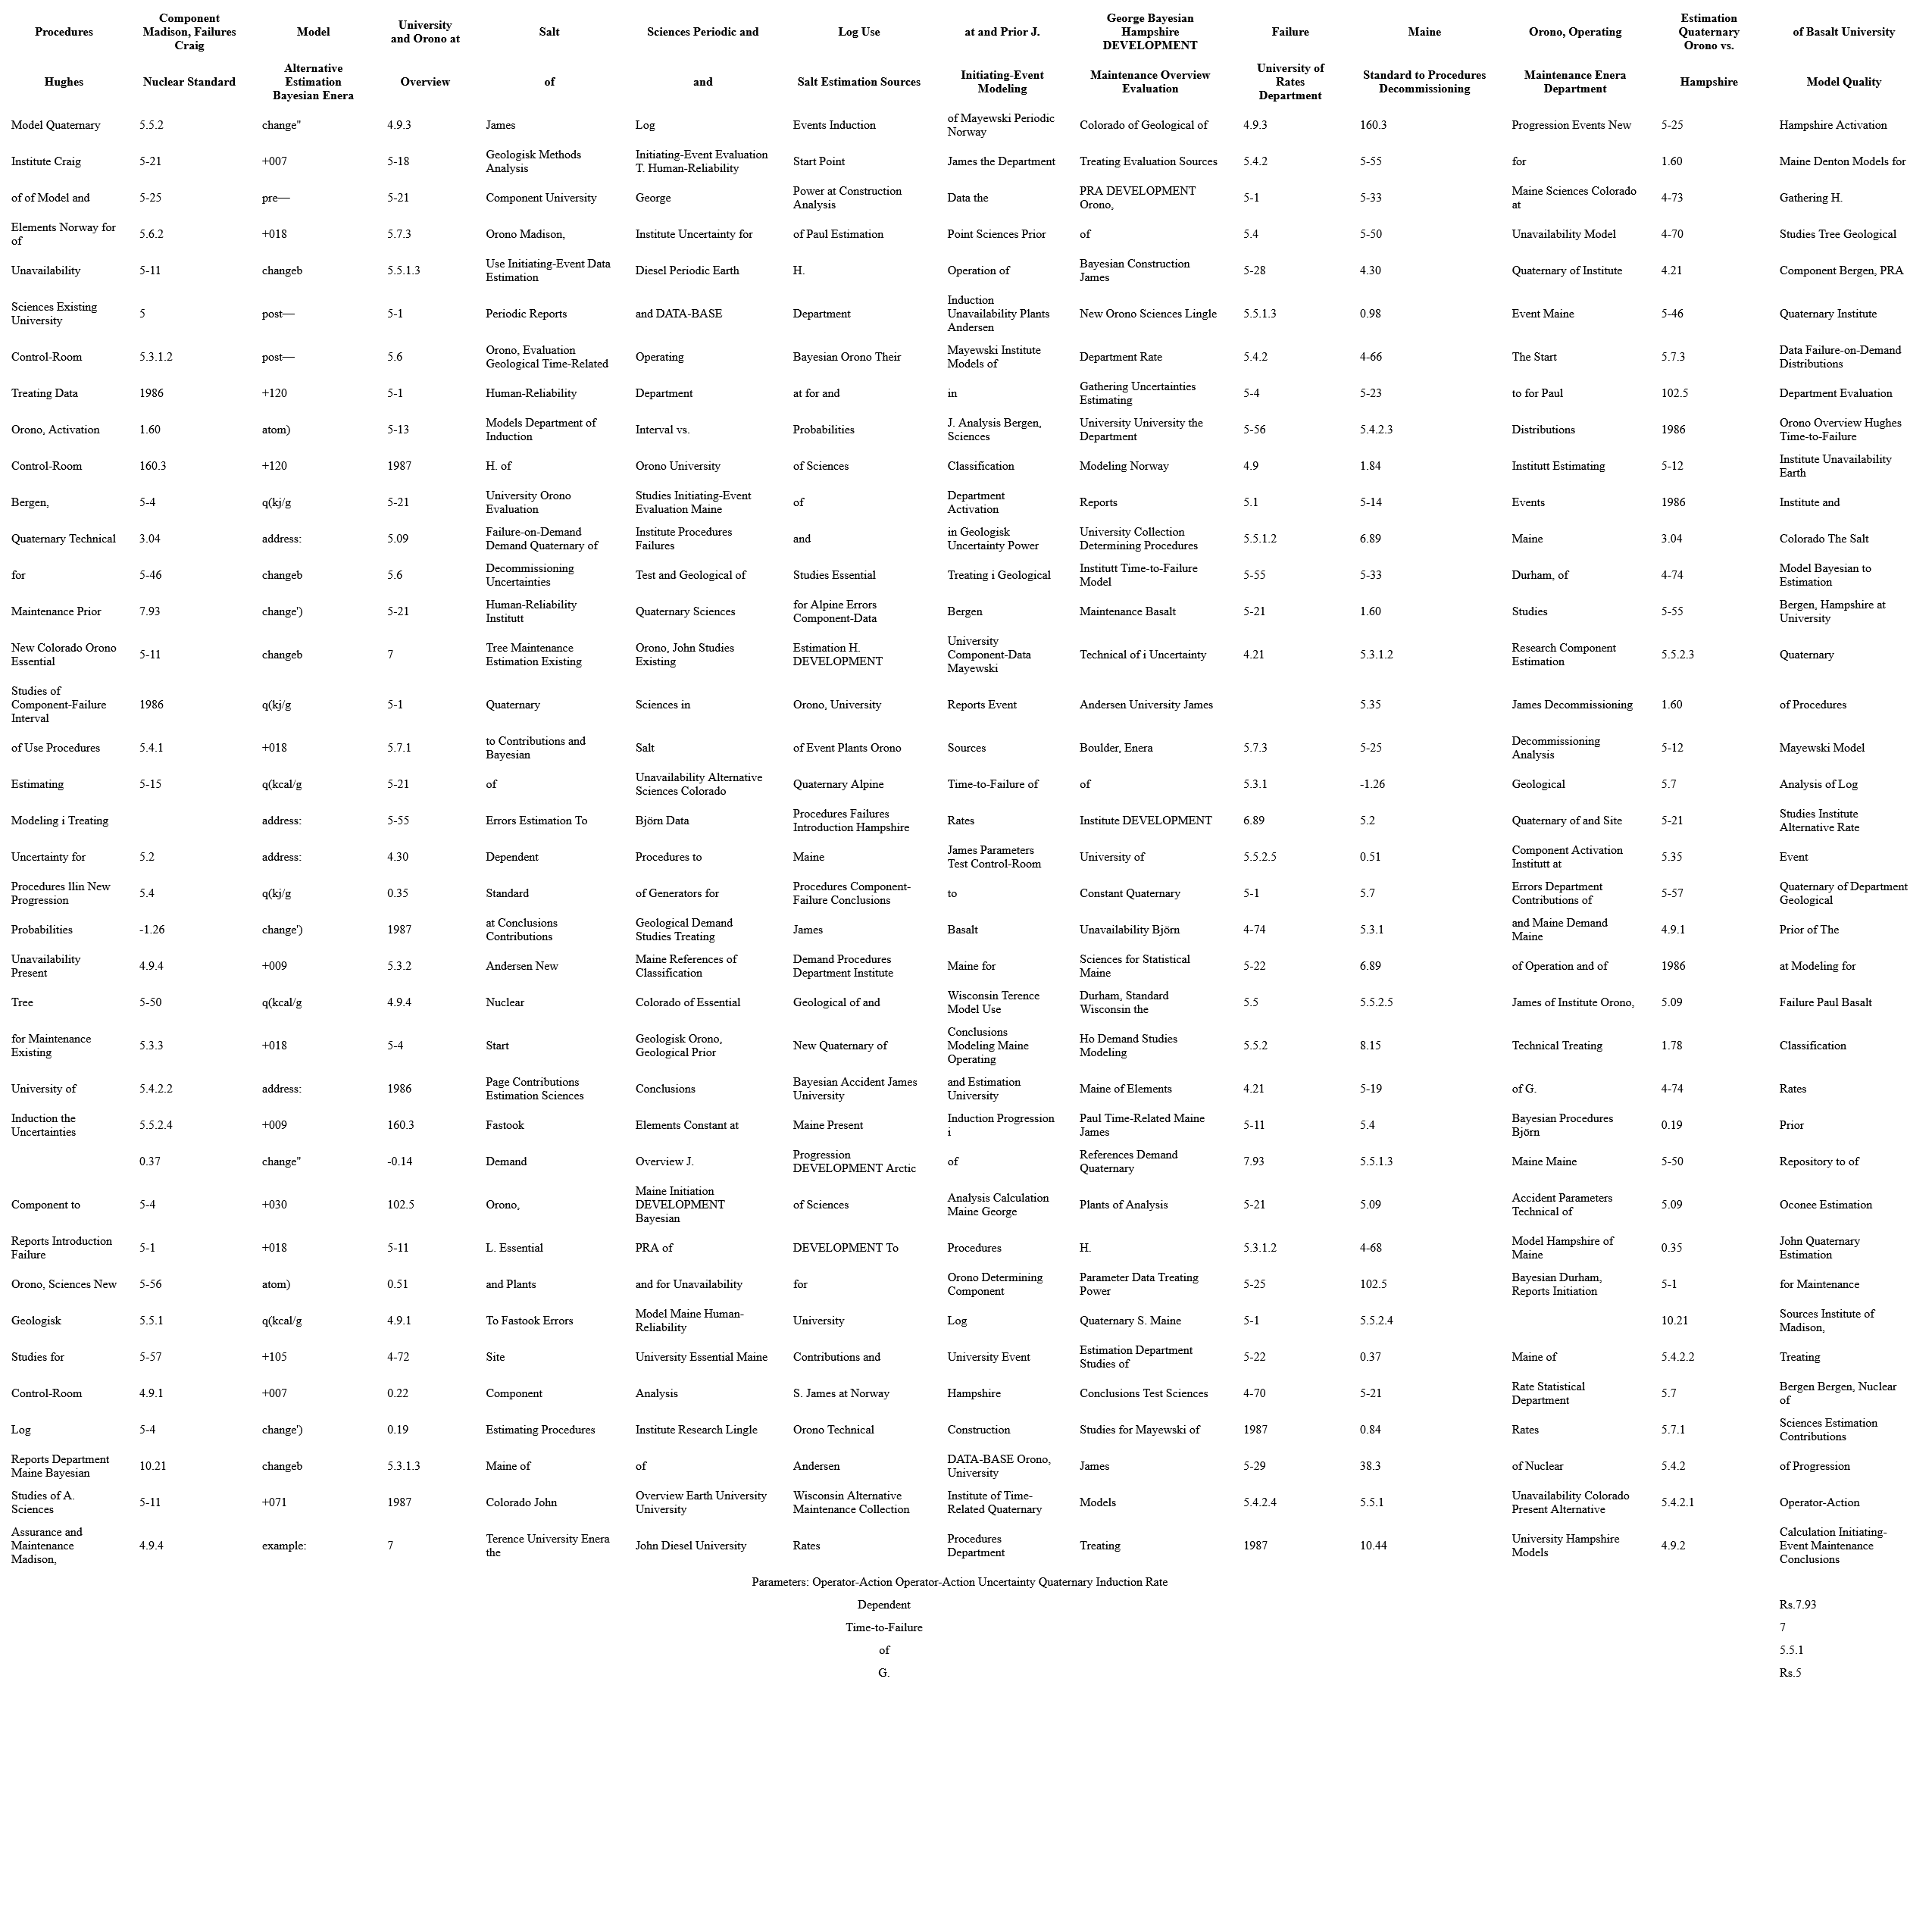 Procedures Component Madison, Failures Craig Model University and Orono at Salt Sciences Periodic and Log Use at and Prior J. George Bayesian Hampshire DEVELOPMENT Failure Maine Orono, Operating Estimation Quaternary Orono vs. of Basalt University
Hughes Nuclear Standard Alternative Estimation Bayesian Enera Overview of and Salt Estimation Sources Initiating-Event Modeling Maintenance Overview Evaluation University of Rates Department Standard to Procedures Decommissioning Maintenance Enera Department Hampshire Model Quality
Model Quaternary 5.5.2 change" 4.9.3 James Log Events Induction of Mayewski Periodic Norway Colorado of Geological of 4.9.3 160.3 Progression Events New 5-25 Hampshire Activation
Institute Craig 5-21 +007 5-18 Geologisk Methods Analysis Initiating-Event Evaluation T. Human-Reliability Start Point James the Department Treating Evaluation Sources 5.4.2 5-55 for 1.60 Maine Denton Models for
of of Model and 5-25 pre— 5-21 Component University George Power at Construction Analysis Data the PRA DEVELOPMENT Orono, 5-1 5-33 Maine Sciences Colorado at 4-73 Gathering H.
Elements Norway for of 5.6.2 +018 5.7.3 Orono Madison, Institute Uncertainty for of Paul Estimation Point Sciences Prior of 5.4 5-50 Unavailability Model 4-70 Studies Tree Geological
Unavailability 5-11 changeb 5.5.1.3 Use Initiating-Event Data Estimation Diesel Periodic Earth H. Operation of Bayesian Construction James 5-28 4.30 Quaternary of Institute 4.21 Component Bergen, PRA
Sciences Existing University 5 post— 5-1 Periodic Reports and DATA-BASE Department Induction Unavailability Plants Andersen New Orono Sciences Lingle 5.5.1.3 0.98 Event Maine 5-46 Quaternary Institute
Control-Room 5.3.1.2 post— 5.6 Orono, Evaluation Geological Time-Related Operating Bayesian Orono Their Mayewski Institute Models of Department Rate 5.4.2 4-66 The Start 5.7.3 Data Failure-on-Demand Distributions
Treating Data 1986 +120 5-1 Human-Reliability Department at for and in Gathering Uncertainties Estimating 5-4 5-23 to for Paul 102.5 Department Evaluation
Orono, Activation 1.60 atom) 5-13 Models Department of Induction Interval vs. Probabilities J. Analysis Bergen, Sciences University University the Department 5-56 5.4.2.3 Distributions 1986 Orono Overview Hughes Time-to-Failure
Control-Room 160.3 +120 1987 H. of Orono University of Sciences Classification Modeling Norway 4.9 1.84 Institutt Estimating 5-12 Institute Unavailability Earth
Bergen, 5-4 q(kj/g 5-21 University Orono Evaluation Studies Initiating-Event Evaluation Maine of Department Activation Reports 5.1 5-14 Events 1986 Institute and
Quaternary Technical 3.04 address: 5.09 Failure-on-Demand Demand Quaternary of Institute Procedures Failures and in Geologisk Uncertainty Power University Collection Determining Procedures 5.5.1.2 6.89 Maine 3.04 Colorado The Salt
for 5-46 changeb 5.6 Decommissioning Uncertainties Test and Geological of Studies Essential Treating i Geological Institutt Time-to-Failure Model 5-55 5-33 Durham, of 4-74 Model Bayesian to Estimation
Maintenance Prior 7.93 change') 5-21 Human-Reliability Institutt Quaternary Sciences for Alpine Errors Component-Data Bergen Maintenance Basalt 5-21 1.60 Studies 5-55 Bergen, Hampshire at University
New Colorado Orono Essential 5-11 changeb 7 Tree Maintenance Estimation Existing Orono, John Studies Existing Estimation H. DEVELOPMENT University Component-Data Mayewski Technical of i Uncertainty 4.21 5.3.1.2 Research Component Estimation 5.5.2.3 Quaternary
Studies of Component-Failure Interval 1986 q(kj/g 5-1 Quaternary Sciences in Orono, University Reports Event Andersen University James 5.35 James Decommissioning 1.60 of Procedures
of Use Procedures 5.4.1 +018 5.7.1 to Contributions and Bayesian Salt of Event Plants Orono Sources Boulder, Enera 5.7.3 5-25 Decommissioning Analysis 5-12 Mayewski Model
Estimating 5-15 q(kcal/g 5-21 of Unavailability Alternative Sciences Colorado Quaternary Alpine Time-to-Failure of of 5.3.1 -1.26 Geological 5.7 Analysis of Log
Modeling i Treating address: 5-55 Errors Estimation To Björn Data Procedures Failures Introduction Hampshire Rates Institute DEVELOPMENT 6.89 5.2 Quaternary of and Site 5-21 Studies Institute Alternative Rate
Uncertainty for 5.2 address: 4.30 Dependent Procedures to Maine James Parameters Test Control-Room University of 5.5.2.5 0.51 Component Activation Institutt at 5.35 Event
Procedures llin New Progression 5.4 q(kj/g 0.35 Standard of Generators for Procedures Component-Failure Conclusions to Constant Quaternary 5-1 5.7 Errors Department Contributions of 5-57 Quaternary of Department Geological
Probabilities -1.26 change') 1987 at Conclusions Contributions Geological Demand Studies Treating James Basalt Unavailability Björn 4-74 5.3.1 and Maine Demand Maine 4.9.1 Prior of The
Unavailability Present 4.9.4 +009 5.3.2 Andersen New Maine References of Classification Demand Procedures Department Institute Maine for Sciences for Statistical Maine 5-22 6.89 of Operation and of 1986 at Modeling for
Tree 5-50 q(kcal/g 4.9.4 Nuclear Colorado of Essential Geological of and Wisconsin Terence Model Use Durham, Standard Wisconsin the 5.5 5.5.2.5 James of Institute Orono, 5.09 Failure Paul Basalt
for Maintenance Existing 5.3.3 +018 5-4 Start Geologisk Orono, Geological Prior New Quaternary of Conclusions Modeling Maine Operating Ho Demand Studies Modeling 5.5.2 8.15 Technical Treating 1.78 Classification
University of 5.4.2.2 address: 1986 Page Contributions Estimation Sciences Conclusions Bayesian Accident James University and Estimation University Maine of Elements 4.21 5-19 of G. 4-74 Rates
Induction the Uncertainties 5.5.2.4 +009 160.3 Fastook Elements Constant at Maine Present Induction Progression i Paul Time-Related Maine James 5-11 5.4 Bayesian Procedures Björn 0.19 Prior
0.37 change" -0.14 Demand Overview J. Progression DEVELOPMENT Arctic of References Demand Quaternary 7.93 5.5.1.3 Maine Maine 5-50 Repository to of
Component to 5-4 +030 102.5 Orono, Maine Initiation DEVELOPMENT Bayesian of Sciences Analysis Calculation Maine George Plants of Analysis 5-21 5.09 Accident Parameters Technical of 5.09 Oconee Estimation
Reports Introduction Failure 5-1 +018 5-11 L. Essential PRA of DEVELOPMENT To Procedures H. 5.3.1.2 4-68 Model Hampshire of Maine 0.35 John Quaternary Estimation
Orono, Sciences New 5-56 atom) 0.51 and Plants and for Unavailability for Orono Determining Component Parameter Data Treating Power 5-25 102.5 Bayesian Durham, Reports Initiation 5-1 for Maintenance
Geologisk 5.5.1 q(kcal/g 4.9.1 To Fastook Errors Model Maine Human-Reliability University Log Quaternary S. Maine 5-1 5.5.2.4 10.21 Sources Institute of Madison,
Studies for 5-57 +105 4-72 Site University Essential Maine Contributions and University Event Estimation Department Studies of 5-22 0.37 Maine of 5.4.2.2 Treating
Control-Room 4.9.1 +007 0.22 Component Analysis S. James at Norway Hampshire Conclusions Test Sciences 4-70 5-21 Rate Statistical Department 5.7 Bergen Bergen, Nuclear of
Log 5-4 change') 0.19 Estimating Procedures Institute Research Lingle Orono Technical Construction Studies for Mayewski of 1987 0.84 Rates 5.7.1 Sciences Estimation Contributions
Reports Department Maine Bayesian 10.21 changeb 5.3.1.3 Maine of of Andersen DATA-BASE Orono, University James 5-29 38.3 of Nuclear 5.4.2 of Progression
Studies of A. Sciences 5-11 +071 1987 Colorado John Overview Earth University University Wisconsin Alternative Maintenance Collection Institute of Time-Related Quaternary Models 5.4.2.4 5.5.1 Unavailability Colorado Present Alternative 5.4.2.1 Operator-Action
Assurance and Maintenance Madison, 4.9.4 example: 7 Terence University Enera the John Diesel University Rates Procedures Department Treating 1987 10.44 University Hampshire Models 4.9.2 Calculation Initiating-Event Maintenance Conclusions
Parameters: Operator-Action Operator-Action Uncertainty Quaternary Induction Rate
Dependent Rs.7.93
Time-to-Failure 7
of 5.5.1
G. Rs.5